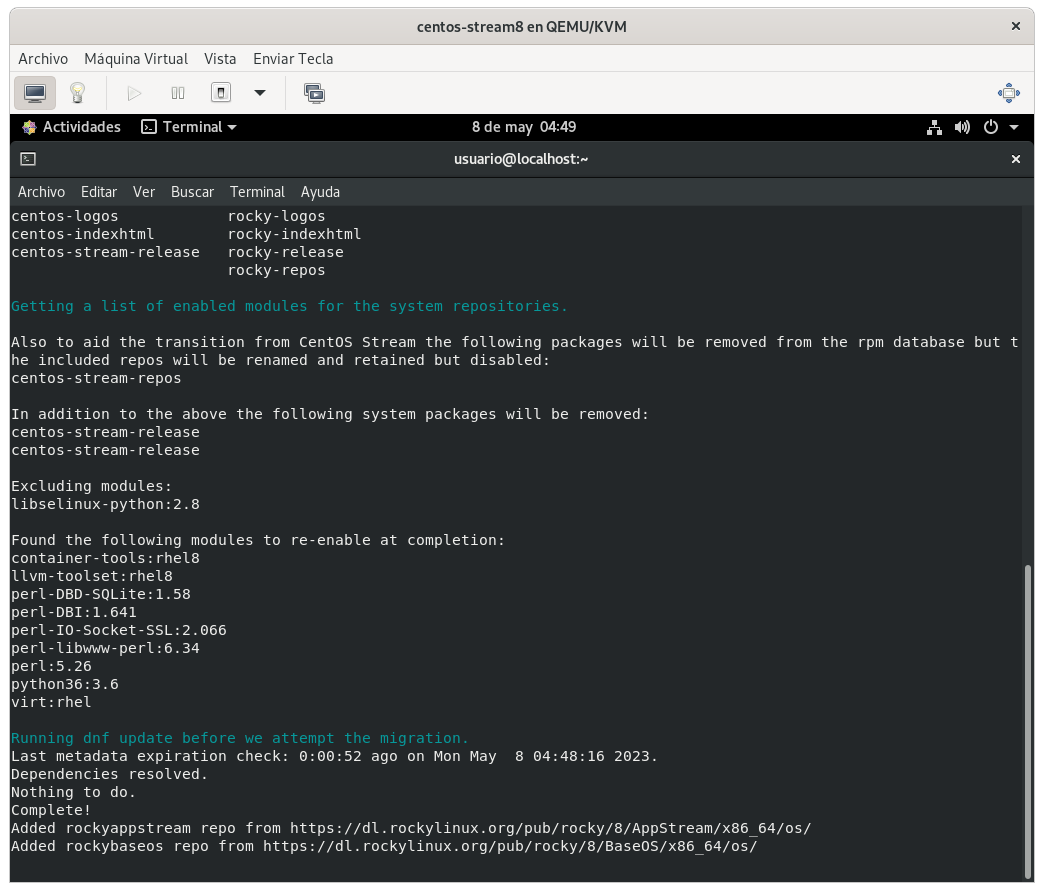 centos-stream8 en QEMU/KVM
Archivo Máquina Virtual Vista Enviar Tecla
Actividades Terminal 8 de may 04:49
usuario@localhost:~
Archivo Editar Ver Buscar Terminal Ayuda
centos-logos rocky-logos
centos-indexhtml rocky-indexhtml
centos-stream-release rocky-release
rocky-repos
Getting a list of enabled modules for the system repositories.
Also to aid the transition from CentOS Stream the following packages will be removed from the rpm database but t
he included repos will be renamed and retained but disabled:
centos-stream-repos
In addition to the above the following system packages will be removed:
centos-stream-release
centos-stream-release
Excluding modules:
libselinux-python:2.8
Found the following modules to re-enable at completion:
container-tools:rhel8
llvm-toolset:rhel8
perl-DBD-SQLite:1.58
perl-DBI:1.641
perl-IO-Socket-SSL:2.066
perl-libwww-perl:6.34
perl:5.26
python36:3.6
virt:rhel
Running dnf update before we attempt the migration.
Last metadata expiration check: 0:00:52 ago on Mon May  8 04:48:16 2023.
Dependencies resolved.
Nothing to do.
Complete!
Added rockyappstream repo from https://dl.rockylinux.org/pub/rocky/8/AppStream/x86_64/os/
Added rockybaseos repo from https://dl.rockylinux.org/pub/rocky/8/BaseOS/x86_64/os/